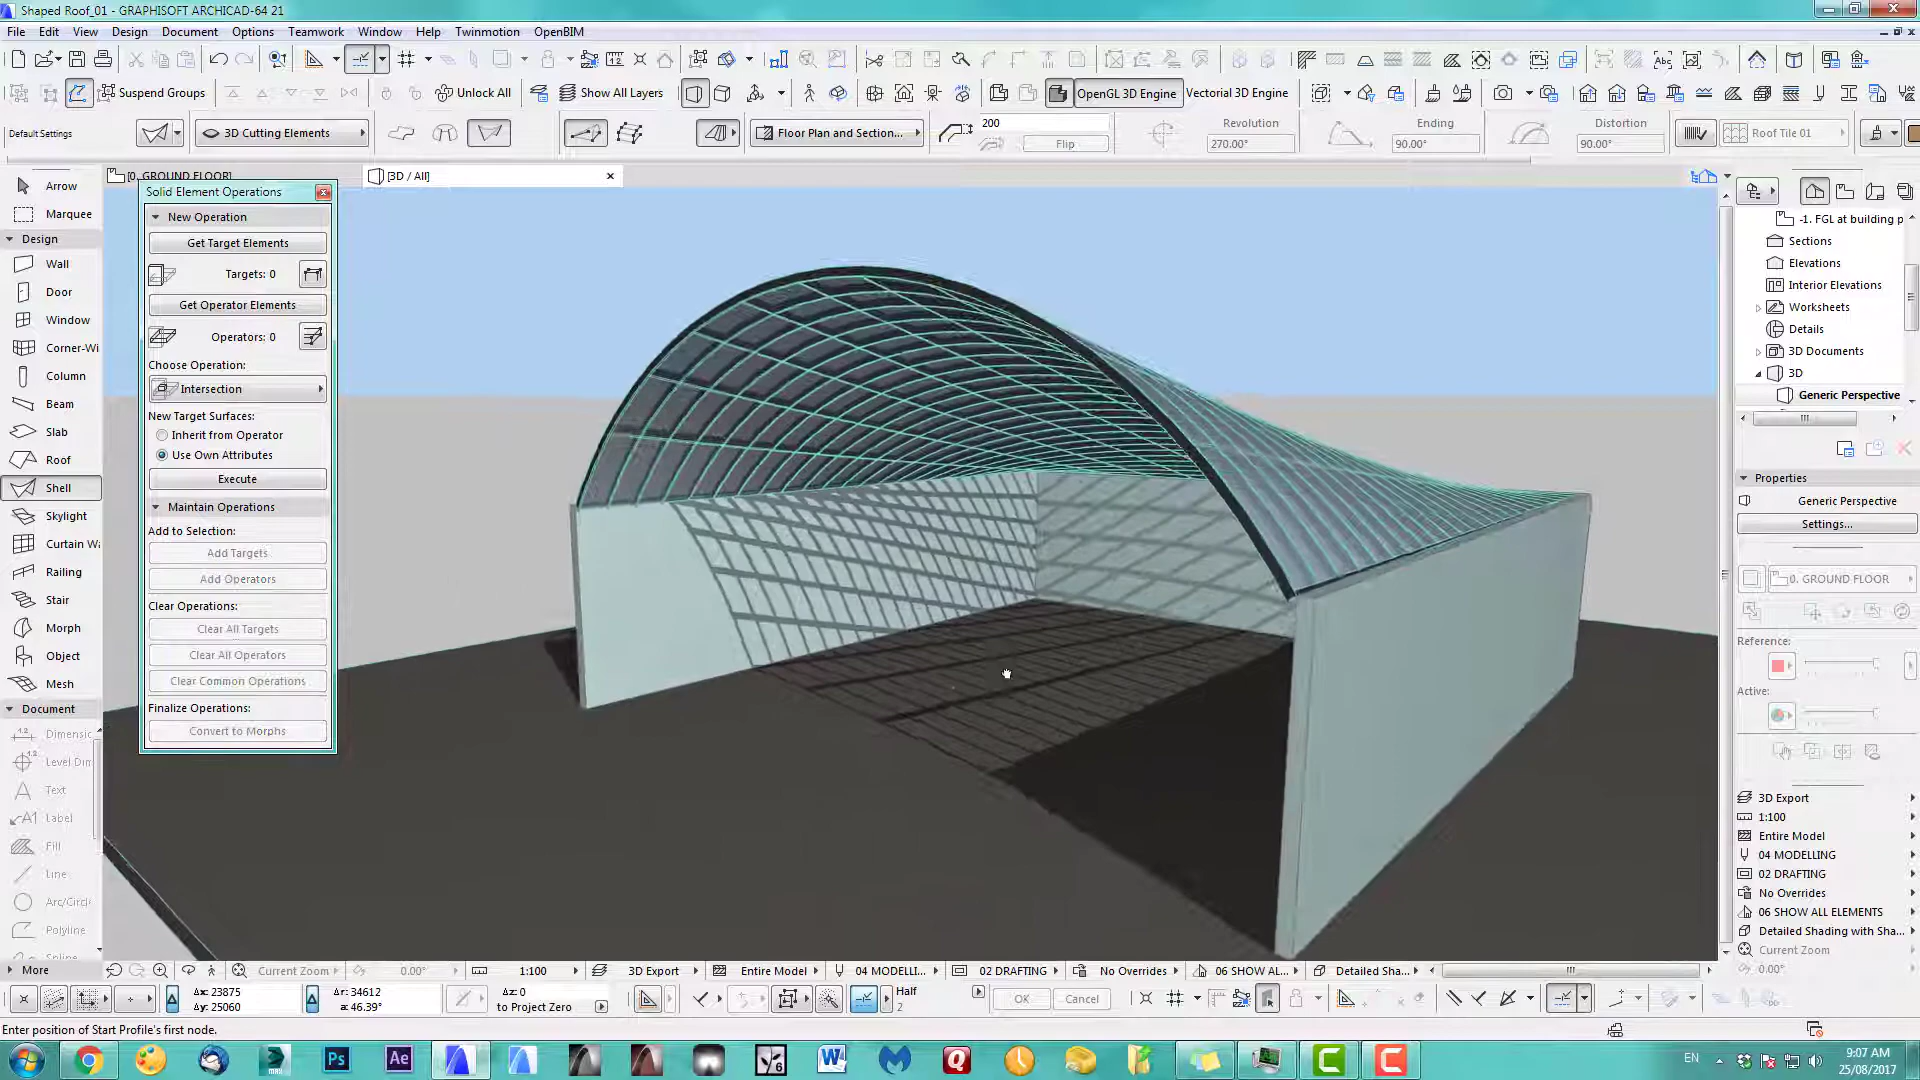 Shaped Roof_01 - GRAPHISOFT ARCHICAD-64 21
File Edit View Design Document Options Teamwork Window Help Twinmotion OpenBIM
Suspend Groups
Unlock All
Show All Layers
OpenGL 3D Engine
Vectorial 3D Engine
Default Settings
3D Cutting Elements
Floor Plan and Section...
200
Flip
Revolution
270.00°
Ending
90.00°
Distortion
90.00°
Roof Tile 01
[0. GROUND FLOOR]
[3D / All]
Arrow
Marquee
Design
Wall
Door
Window
Corner-Wi
Column
Beam
Slab
Roof
Shell
Skylight
Curtain Wa
Railing
Stair
Morph
Object
Mesh
Document
Dimensic
Level Din
Text
Label
Fill
Line
Arc/Circl
Polyline
Spline
More
Solid Element Operations
New Operation
Get Target Elements
Targets: 0
Get Operator Elements
Operators: 0
Choose Operation:
Intersection
New Target Surfaces:
Inherit from Operator
Use Own Attributes
Execute
Maintain Operations
Add to Selection:
Add Targets
Add Operators
Clear Operations:
Clear All Targets
Clear All Operators
Clear Common Operations
Finalize Operations:
Convert to Morphs
-1. FGL at building p
Sections
Elevations
Interior Elevations
Worksheets
Details
3D Documents
3D
Generic Perspective
Properties
Generic Perspective
Settings...
0. GROUND FLOOR
Reference:
Active:
3D Export
1:100
Entire Model
04 MODELLING
02 DRAFTING
No Overrides
06 SHOW ALL ELEMENTS
Detailed Shading with Sha...
Current Zoom
0.00°
Current Zoom
0.00°
1:100
3D Export
Entire Model
04 MODELLI...
02 DRAFTING
No Overrides
06 SHOW AL...
Detailed Sha...
Δx: 23875
Δy: 25060
Δr: 34612
a: 46.39°
Δz: 0
to Project Zero
Half
2
OK
Cancel
Enter position of Start Profile's first node.
EN
9:07 AM
25/08/2017